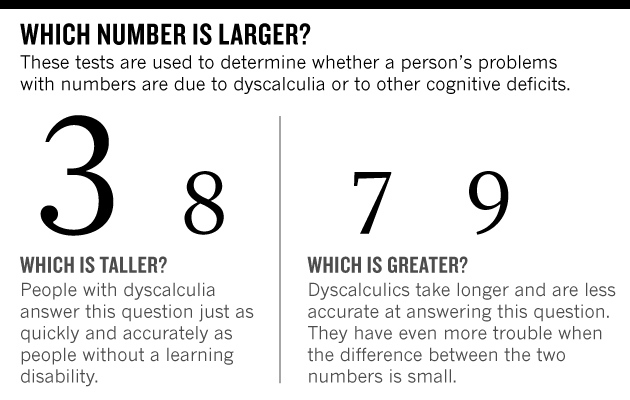 WHICH NUMBER IS LARGER?
These tests are used to determine whether a person’s problems
with numbers are due to dyscalculia or to other cognitive deficits.
3 8
WHICH IS TALLER?
People with dyscalculia
answer this question just as
quickly and accurately as
people without a learning
disability.
7 9
WHICH IS GREATER?
Dyscalculics take longer and are less
accurate at answering this question.
They have even more trouble when
the difference between the two
numbers is small.